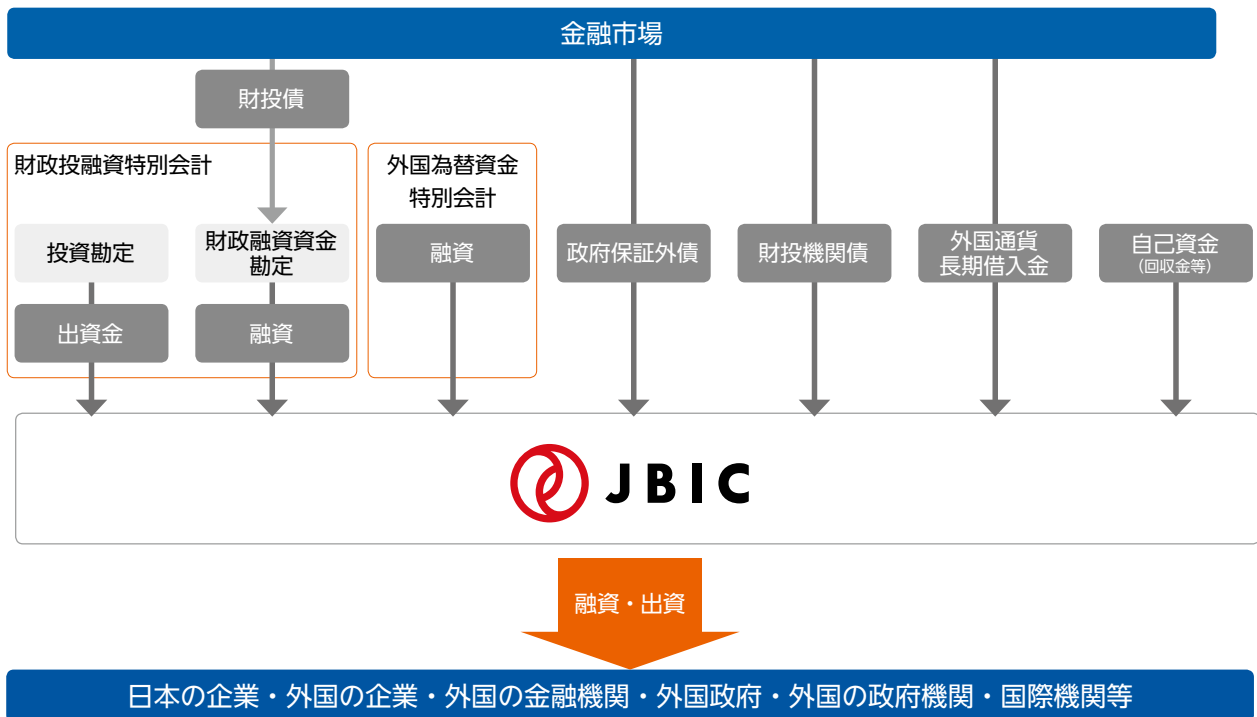 金融市場
財投債
財政投融資特別会計
外国為替資金
特別会計
投資勘定
財政融資資金
勘定
融資
政府保証外債
財投機関債
外国通貨
長期借入金
自己資金
(回収金等)
出資金
融資
JBIC
融資・出資
日本の企業・外国の企業・外国の金融機関・外国政府・外国の政府機関・国際機関等